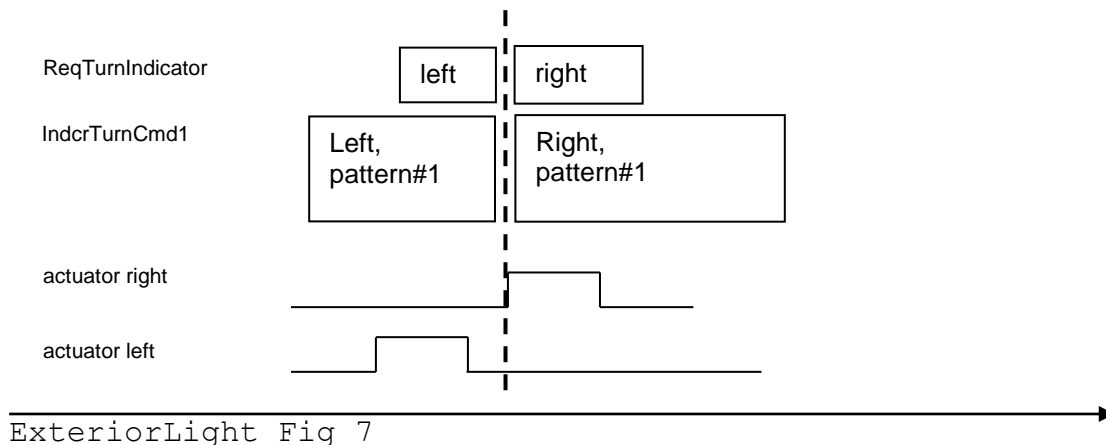 ReqTurnIndicator
left
right
IndcrTurnCmd1
Left,
pattern#1
Right,
pattern#1
actuator right
actuator left
ExteriorLight Fig 7